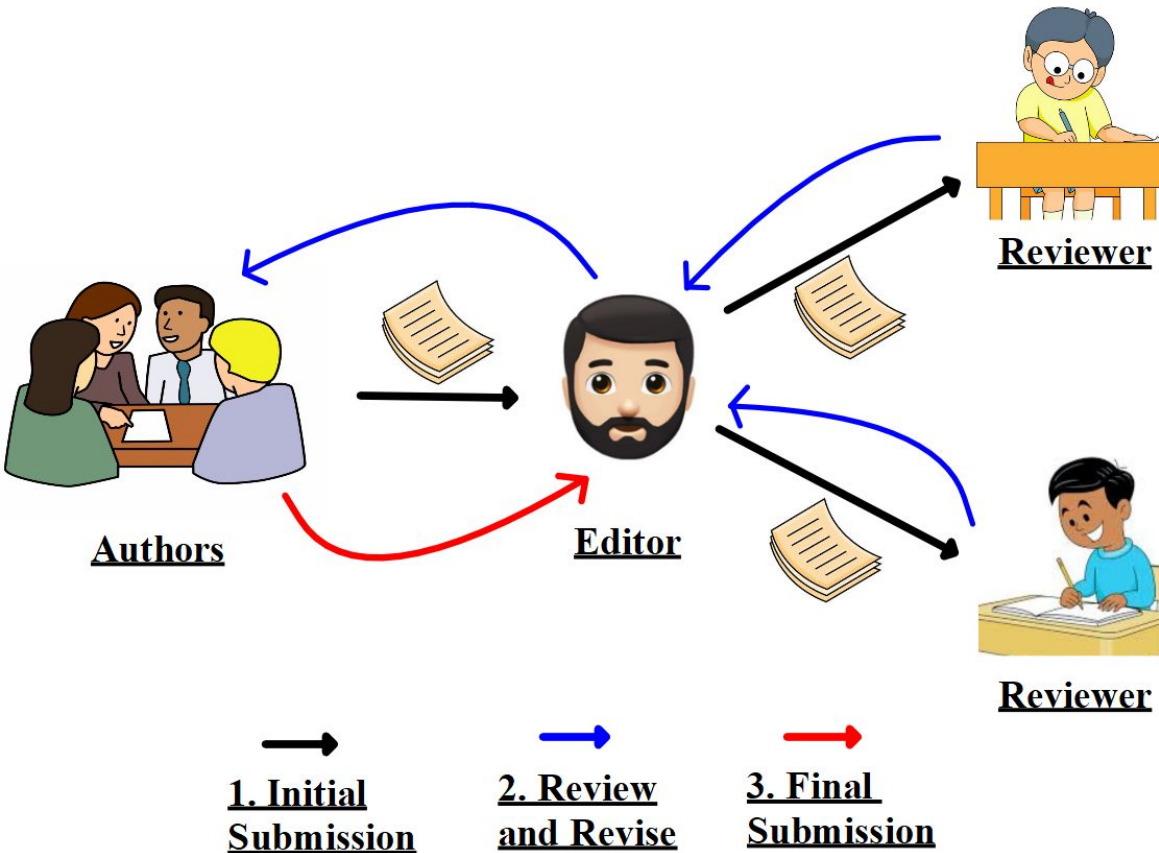 Reviewer
Authors
Editor
Reviewer
1. Initial
Submission
2. Review
and Revise
3. Final
Submission